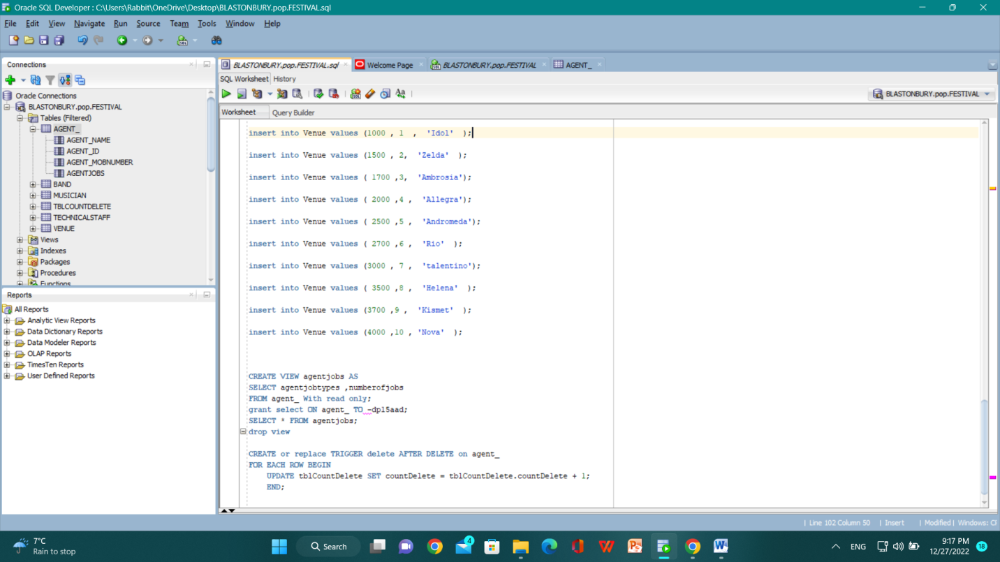 Oracle SQL Developer : C:\Users\Rabbit\OneDrive\Desktop\BLASTONBURY.pop.FESTIVAL.sql
File Edit View Navigate Run Source Team Tools Window Help
Connections
Oracle Connections
BLASTONBURY.pop.FESTIVAL
Tables (Filtered)
AGENT_
AGENT_NAME
AGENT_ID
AGENT_MOBNUMBER
AGENTJOBS
BAND
MUSICIAN
TBLCOUNTDELETE
TECHNICALSTAFF
VENUE
Views
Indexes
Packages
Procedures
Functions
Reports
All Reports
Analytic View Reports
Data Dictionary Reports
Data Modeler Reports
OLAP Reports
TimesTen Reports
User Defined Reports
BLASTONBURY.pop.FESTIVAL.sql Welcome Page BLASTONBURY.pop.FESTIVAL AGENT_
SQL Worksheet History
BLASTONBURY.pop.FESTIVAL
Worksheet Query Builder
insert into Venue values (1000 , 1 , 'Idol' );
insert into Venue values (1500 , 2, 'Zelda' );
insert into Venue values ( 1700 ,3, 'Ambrosia');
insert into Venue values ( 2000 ,4 , 'Allegra');
insert into Venue values ( 2500 ,5 , 'Andromeda');
insert into Venue values ( 2700 ,6 , 'Rio' );
insert into Venue values (3000 , 7 , 'talentino');
insert into Venue values ( 3500 ,8 , 'Helena' );
insert into Venue values (3700 ,9 , 'Kismet' );
insert into Venue values (4000 ,10 , 'Nova' );
CREATE VIEW agentjobs AS
SELECT agentjobtypes ,numberofjobs
FROM agent_ With read only;
grant select ON agent_ TO -dp15aad;
SELECT * FROM agentjobs;
drop view
CREATE or replace TRIGGER delete AFTER DELETE on agent_
FOR EACH ROW BEGIN
UPDATE tblCountDelete SET countDelete = tblCountDelete.countDelete + 1;
END;
| Line 102 Column 50 | Insert | Modified | Windows: CF
7°C
Rain to stop
Search
4
ENG
9:17 PM
12/27/2022
18